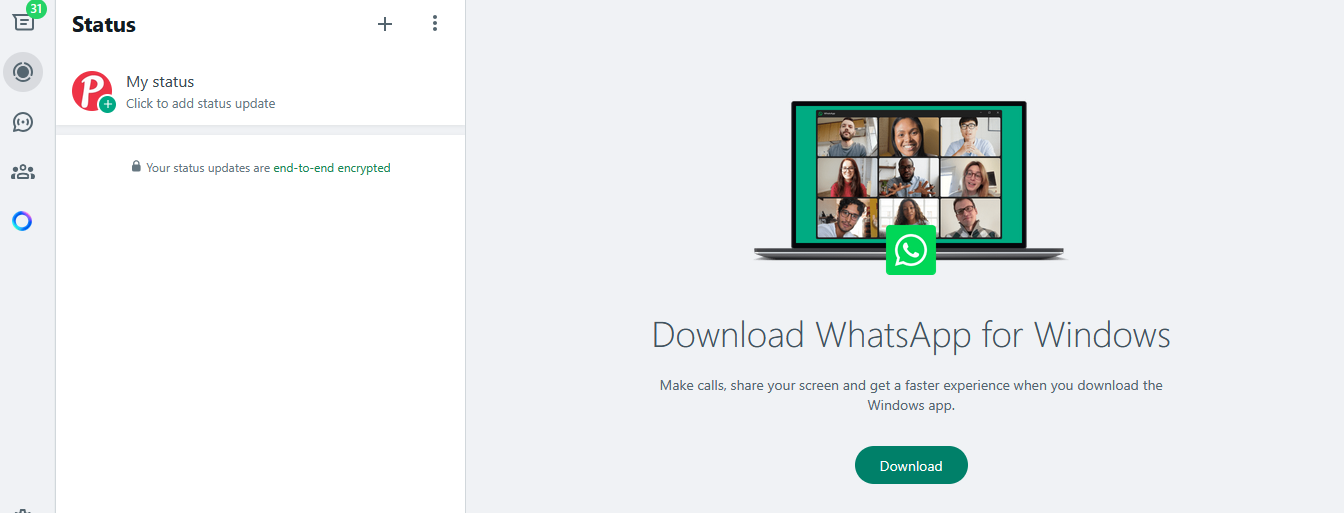 31
Status
My status
Click to add status update
Your status updates are end-to-end encrypted
P
Download WhatsApp for Windows
Make calls, share your screen and get a faster experience when you download the
Windows app.
Download